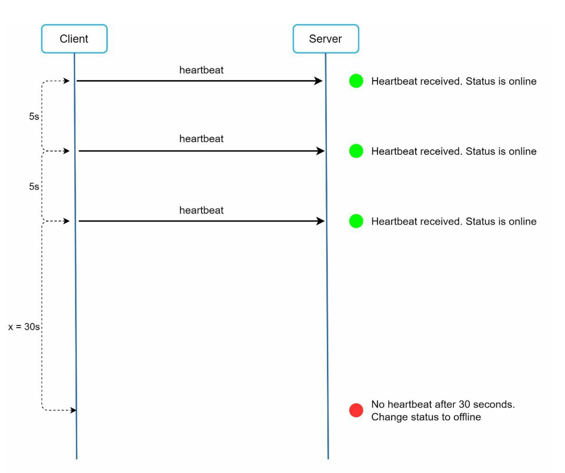 Client
Server
heartbeat
Heartbeat received. Status is online
5s
heartbeat
Heartbeat received. Status is online
5s
heartbeat
Heartbeat received. Status is online
x = 30s
No heartbeat after 30 seconds.
Change status to offline